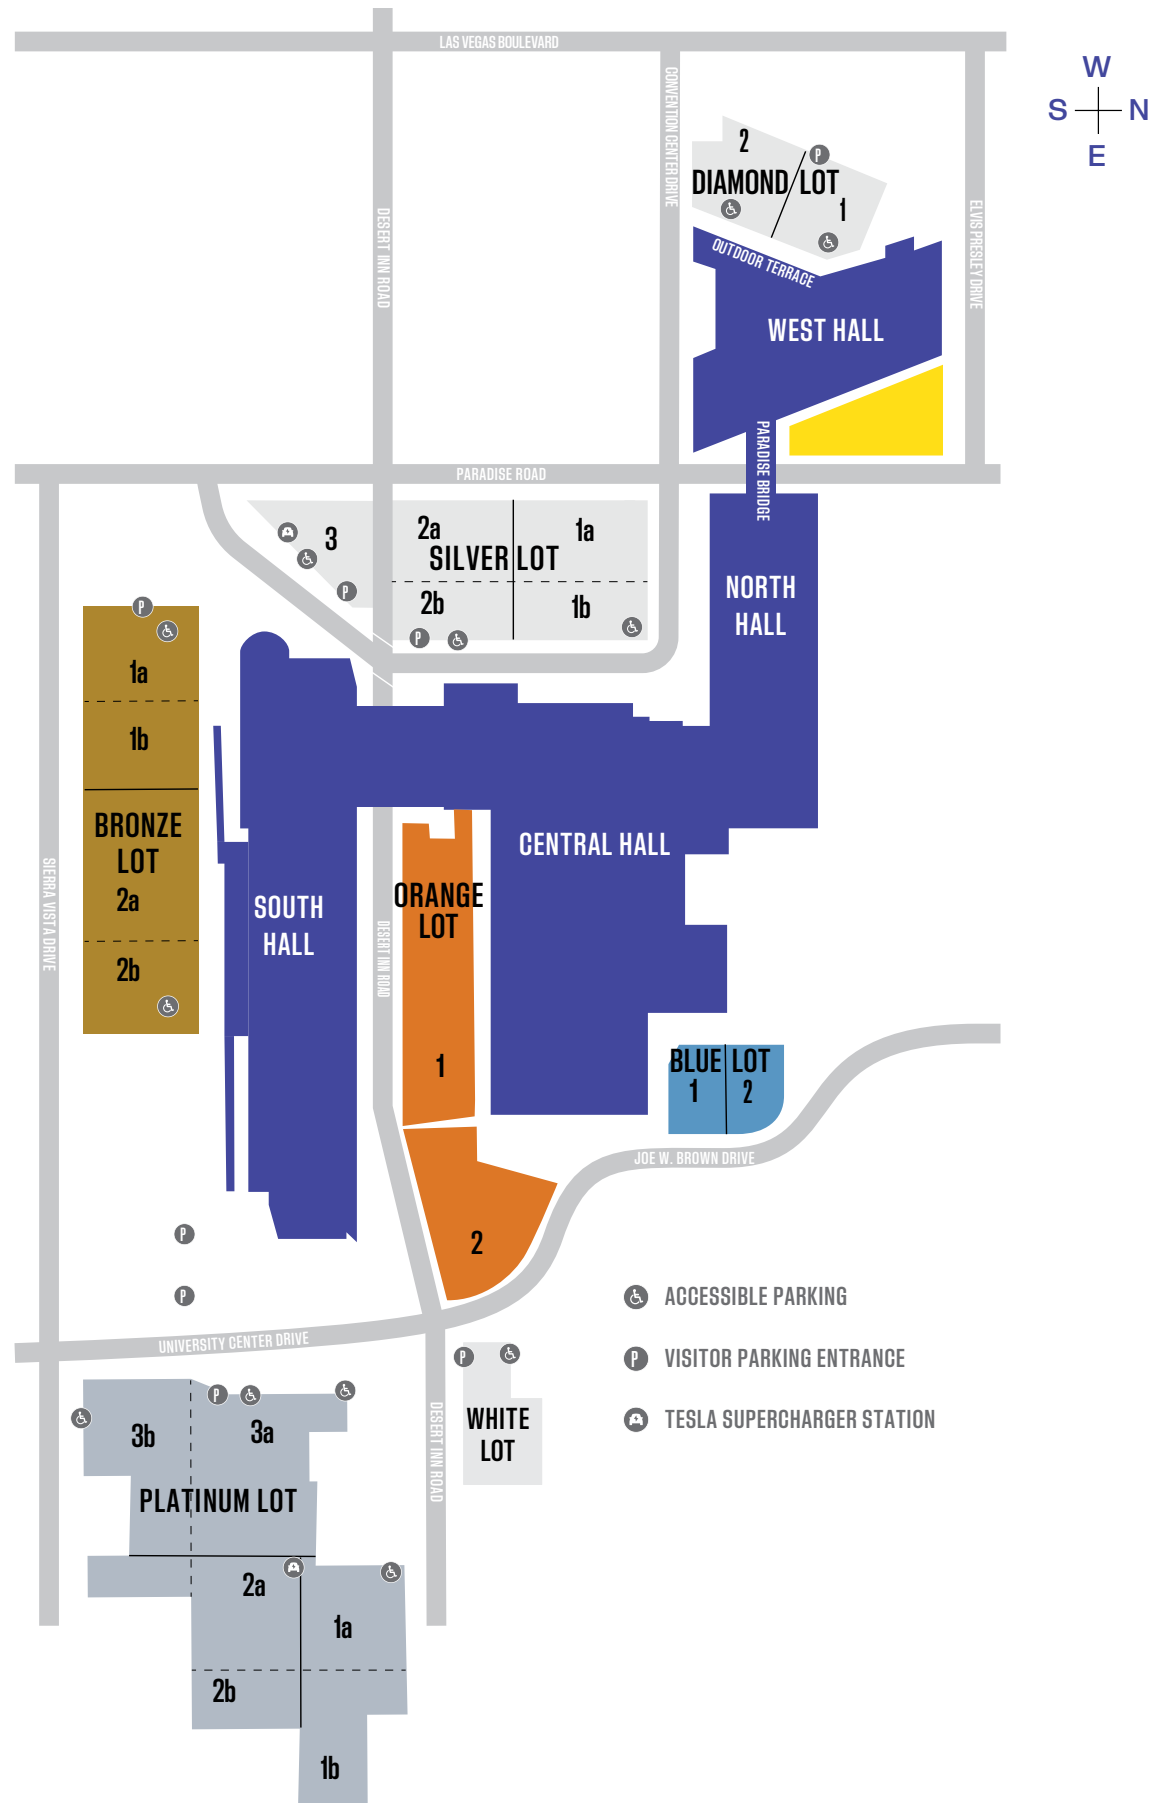 LAS VEGAS BOULEVARD
W
S N
E
CONVENTION CENTER DRIVE
2
P
DIAMOND LOT
1
DESERT INN ROAD
ELVIS PRESLEY DRIVE
OUTDOOR TERRACE
WEST HALL
PARADISE BRIDGE
PARADISE ROAD
3
2a
1a
SILVER LOT
P
2b
1b
P
NORTH
HALL
P
1a
1b
BRONZE
LOT
2a
2b
SIERRA VISTA DRIVE
SOUTH
HALL
DESERT INN ROAD
ORANGE
LOT
1
2
CENTRAL HALL
BLUE LOT
1 2
JOE W. BROWN DRIVE
P
P
UNIVERSITY CENTER DRIVE
ACCESSIBLE PARKING
P VISITOR PARKING ENTRANCE
TESLA SUPERCHARGER STATION
P
WHITE
LOT
DESERT INN ROAD
P
3b
3a
PLATINUM LOT
2a
1a
2b
1b